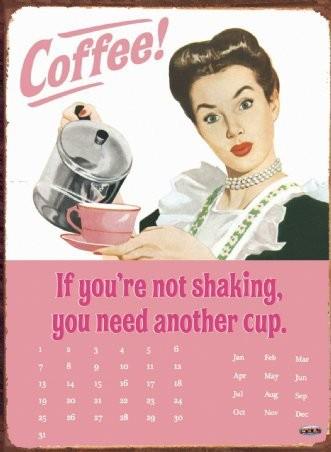 Coffee!
If you're not shaking,
you need another cup.
1 2 3 4 5 6
7 8 9 10 11 12
13 14 15 16 17 18
19 20 21 22 23 24
25 26 27 28 29 30
31
Jan Feb Mar
Apr May Jun
Jul Aug Sep
Oct Nov Dec